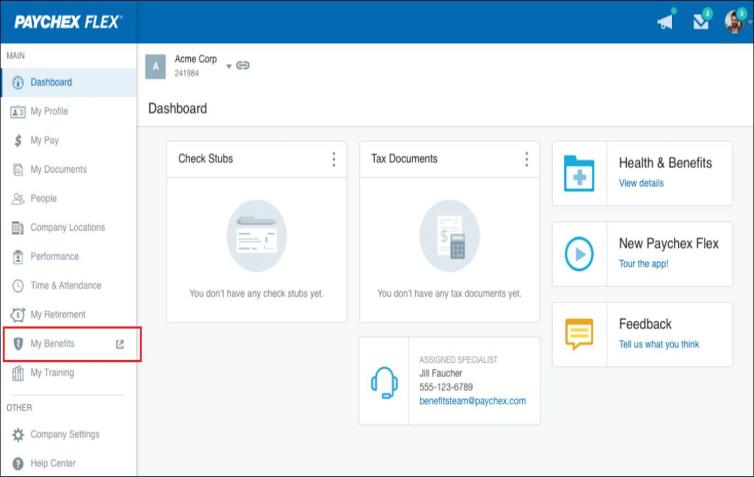 PAYCHEX FLEX
3
5
MAIN
Dashboard
My Profile
My Pay
My Documents
People
Company Locations
Performance
Time & Attendance
My Retirement
My Benefits
My Training
OTHER
Company Settings
Help Center
A
Acme Corp
241984
Dashboard
Check Stubs
You don't have any check stubs yet.
Tax Documents
You don't have any tax documents yet.
ASSIGNED SPECIALIST
Jill Faucher
555-123-6789
benefitsteam@paychex.com
Health & Benefits
View details
New Paychex Flex
Tour the app!
Feedback
Tell us what you think